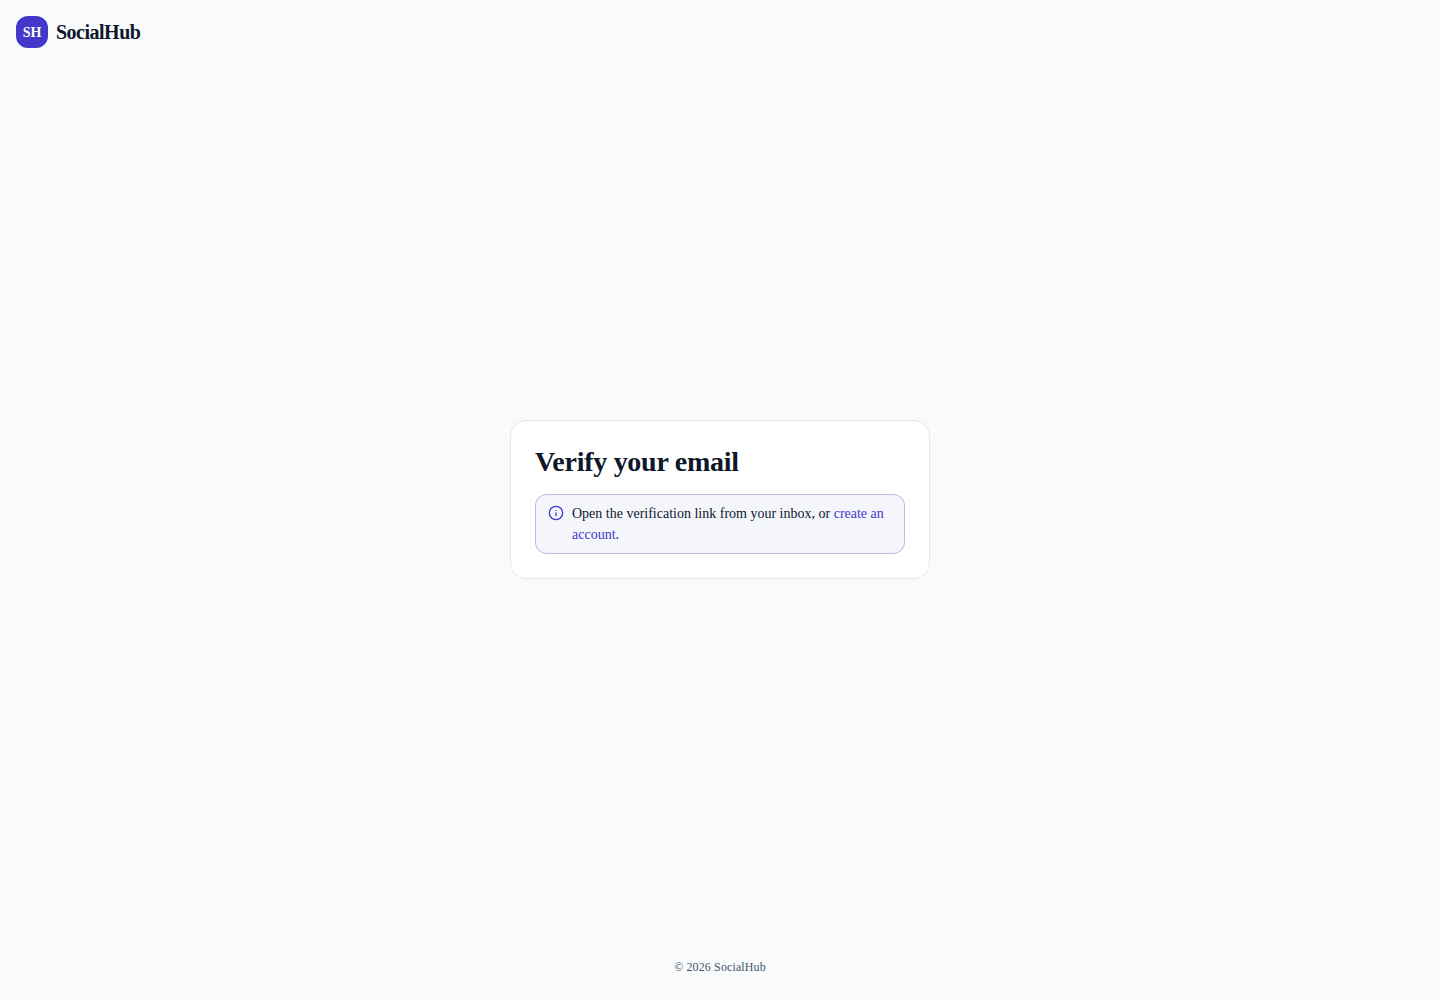 SH SocialHub
Verify your email
Open the verification link from your inbox, or create an
account.
© 2026 SocialHub